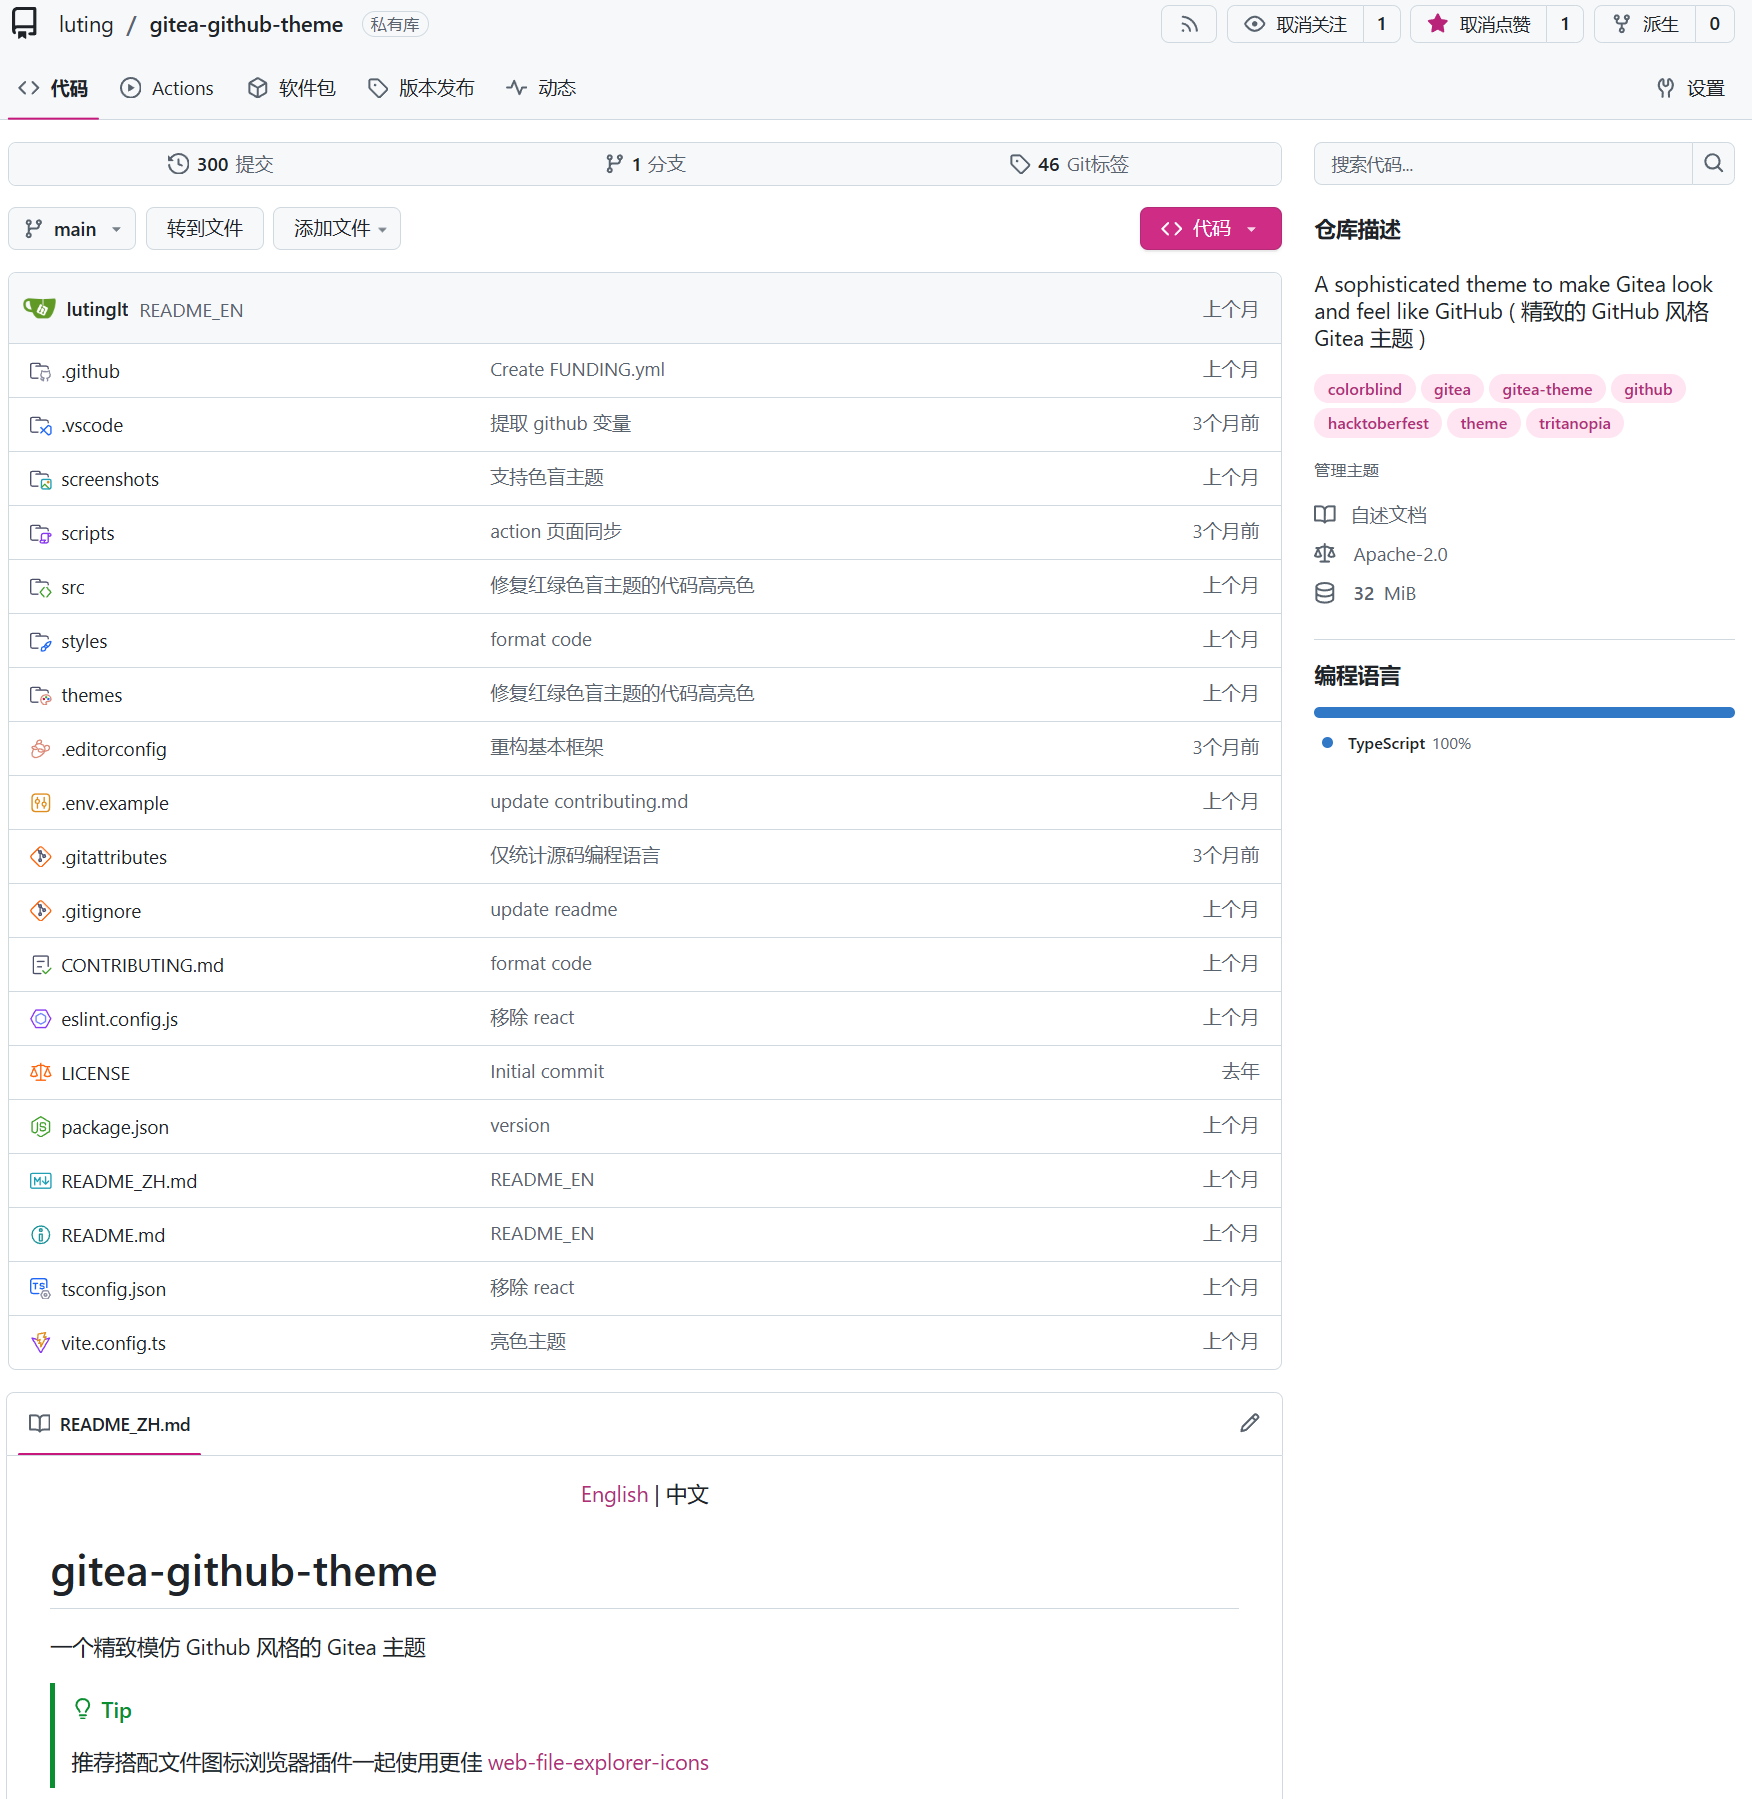 luting / gitea-github-theme 私有库 取消关注 1 取消点赞 1 派生 0
代码 Actions 软件包 版本发布 动态 设置
300 提交 1 分支 46 Git标签
搜索代码...
main 转到文件 添加文件 代码
lutinglt README_EN 上个月
.github Create FUNDING.yml 上个月
.vscode 提取 github 变量 3个月前
screenshots 支持色盲主题 上个月
scripts action 页面同步 3个月前
src 修复红绿色盲主题的代码高亮色 上个月
styles format code 上个月
themes 修复红绿色盲主题的代码高亮色 上个月
.editorconfig 重构基本框架 3个月前
.env.example update contributing.md 上个月
.gitattributes 仅统计源码编程语言 3个月前
.gitignore update readme 上个月
CONTRIBUTING.md format code 上个月
eslint.config.js 移除 react 上个月
LICENSE Initial commit 去年
package.json version 上个月
README_ZH.md README_EN 上个月
README.md README_EN 上个月
tsconfig.json 移除 react 上个月
vite.config.ts 亮色主题 上个月
仓库描述
A sophisticated theme to make Gitea look
and feel like GitHub ( 精致的 GitHub 风格
Gitea 主题 )
colorblind gitea gitea-theme github
hacktoberfest theme tritanopia
管理主题
自述文档
Apache-2.0
32 MiB
编程语言
TypeScript 100%
README_ZH.md
English | 中文
gitea-github-theme
一个精致模仿 Github 风格的 Gitea 主题
Tip
推荐搭配文件图标浏览器插件一起使用更佳 web-file-explorer-icons